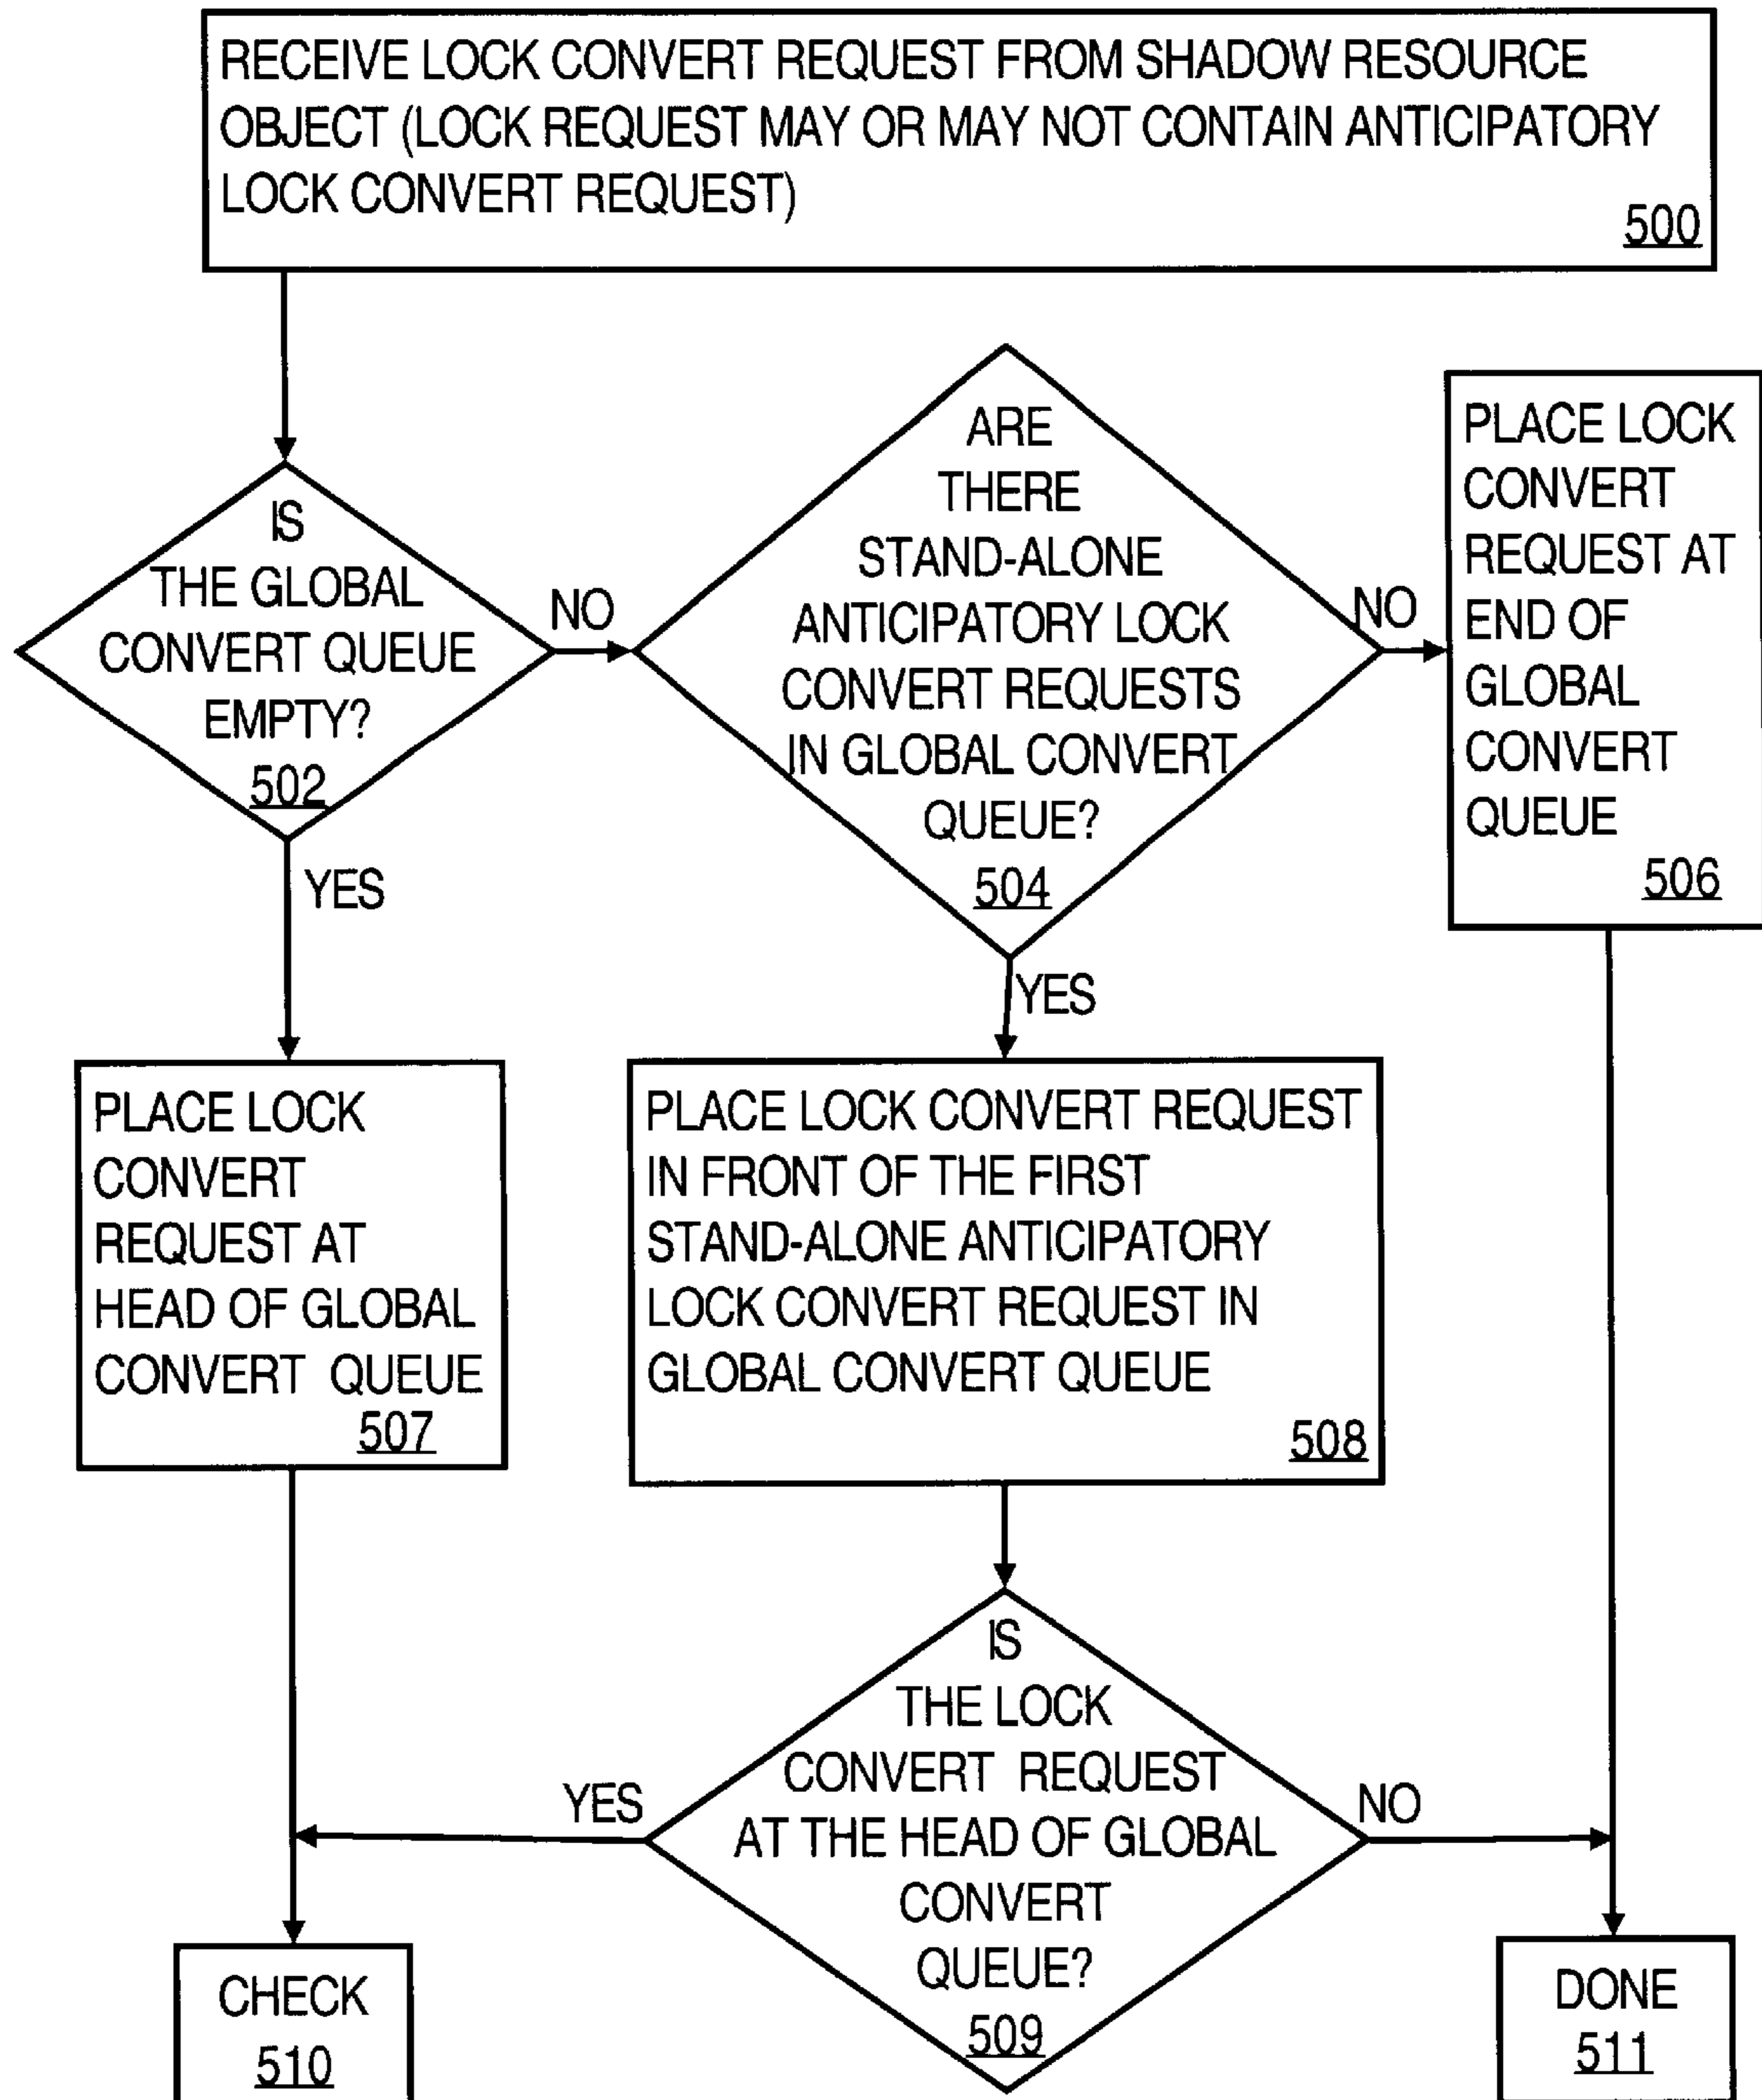 RECEIVE LOCK CONVERT REQUEST FROM SHADOW RESOURCE
OBJECT (LOCK REQUEST MAY OR MAY NOT CONTAIN ANTICIPATORY
LOCK CONVERT REQUEST)
500
IS
THE GLOBAL
CONVERT QUEUE
EMPTY?
502
NO
YES
ARE
THERE
STAND-ALONE
ANTICIPATORY LOCK
CONVERT REQUESTS
IN GLOBAL CONVERT
QUEUE?
504
NO
YES
PLACE LOCK
CONVERT
REQUEST AT
END OF
GLOBAL
CONVERT
QUEUE
506
PLACE LOCK
CONVERT
REQUEST AT
HEAD OF GLOBAL
CONVERT QUEUE
507
PLACE LOCK CONVERT REQUEST
IN FRONT OF THE FIRST
STAND-ALONE ANTICIPATORY
LOCK CONVERT REQUEST IN
GLOBAL CONVERT QUEUE
508
IS
THE LOCK
CONVERT REQUEST
AT THE HEAD OF GLOBAL
CONVERT
QUEUE?
509
YES
NO
CHECK
510
DONE
511